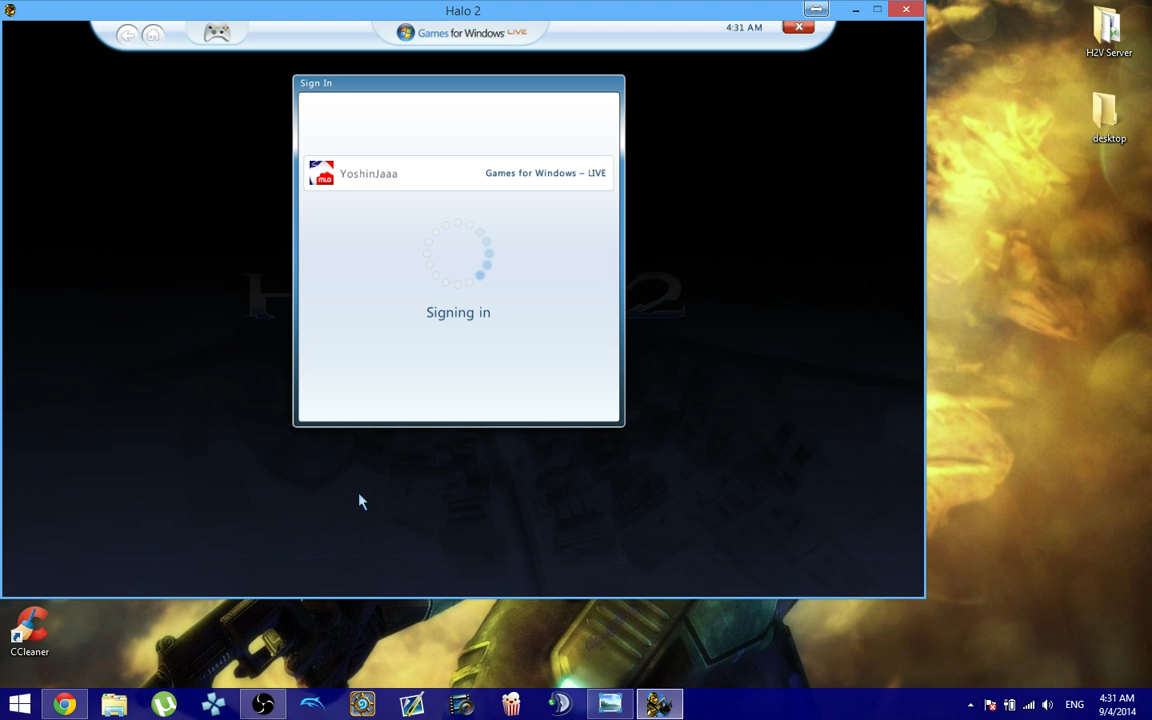 Halo 2
Games for Windows LIVE
4:31 AM
H2V Server
Sign In
YoshinJaaa
Games for Windows – LIVE
desktop
Signing in
CCleaner
ENG
4:31 AM
9/4/2014